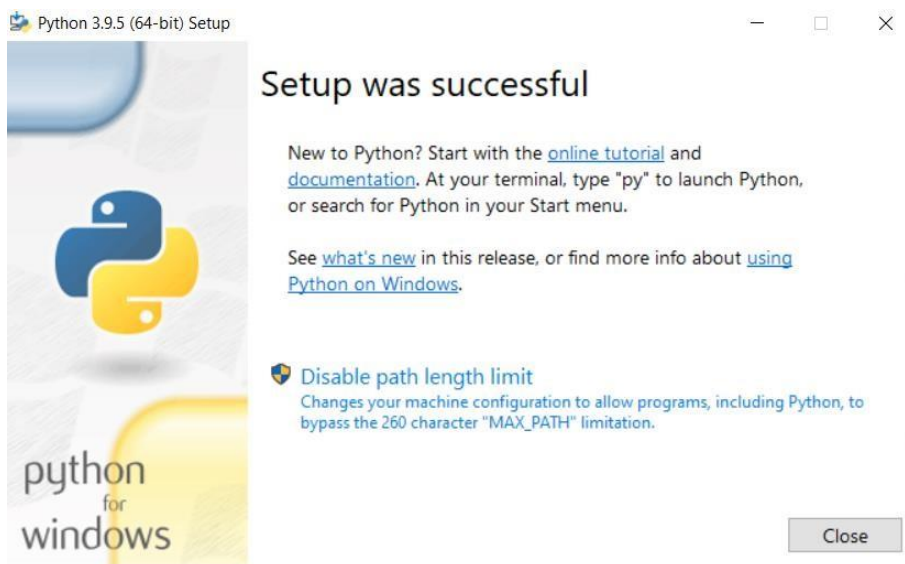 Python 3.9.5 (64-bit) Setup
Setup was successful
New to Python? Start with the online tutorial and
documentation. At your terminal, type "py" to launch Python,
or search for Python in your Start menu.
See what's new in this release, or find more info about using
Python on Windows.
Disable path length limit
Changes your machine configuration to allow programs, including Python, to
bypass the 260 character "MAX_PATH" limitation.
python
for
windows
Close